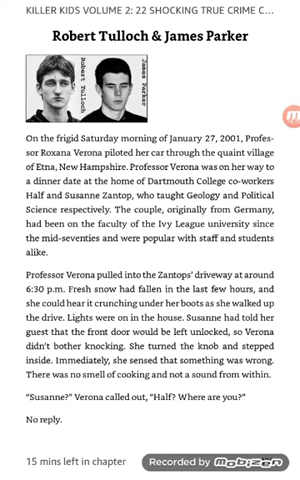 KILLER KIDS VOLUME 2: 22 SHOCKING TRUE CRIME C...
Robert Tulloch & James Parker
Robert Tulloch
James Parker
On the frigid Saturday morning of January 27, 2001, Profes-
sor Roxana Verona piloted her car through the quaint village
of Etna, New Hampshire. Professor Verona was on her way to
a dinner date at the home of Dartmouth College co-workers
Half and Susanne Zantop, who taught Geology and Political
Science respectively. The couple, originally from Germany,
had been on the faculty of the Ivy League university since
the mid-seventies and were popular with staff and students
alike.
Professor Verona pulled into the Zantops' driveway at around
6:30 p.m. Fresh snow had fallen in the last few hours, and
she could hear it crunching under her boots as she walked up
the drive. Lights were on in the house. Susanne had told her
guest that the front door would be left unlocked, so Verona
didn't bother knocking. She turned the knob and stepped
inside. Immediately, she sensed that something was wrong.
There was no smell of cooking and not a sound from within.
"Susanne?" Verona called out, "Half? Where are you?"
No reply.
15 mins left in chapter
Recorded by mobizen